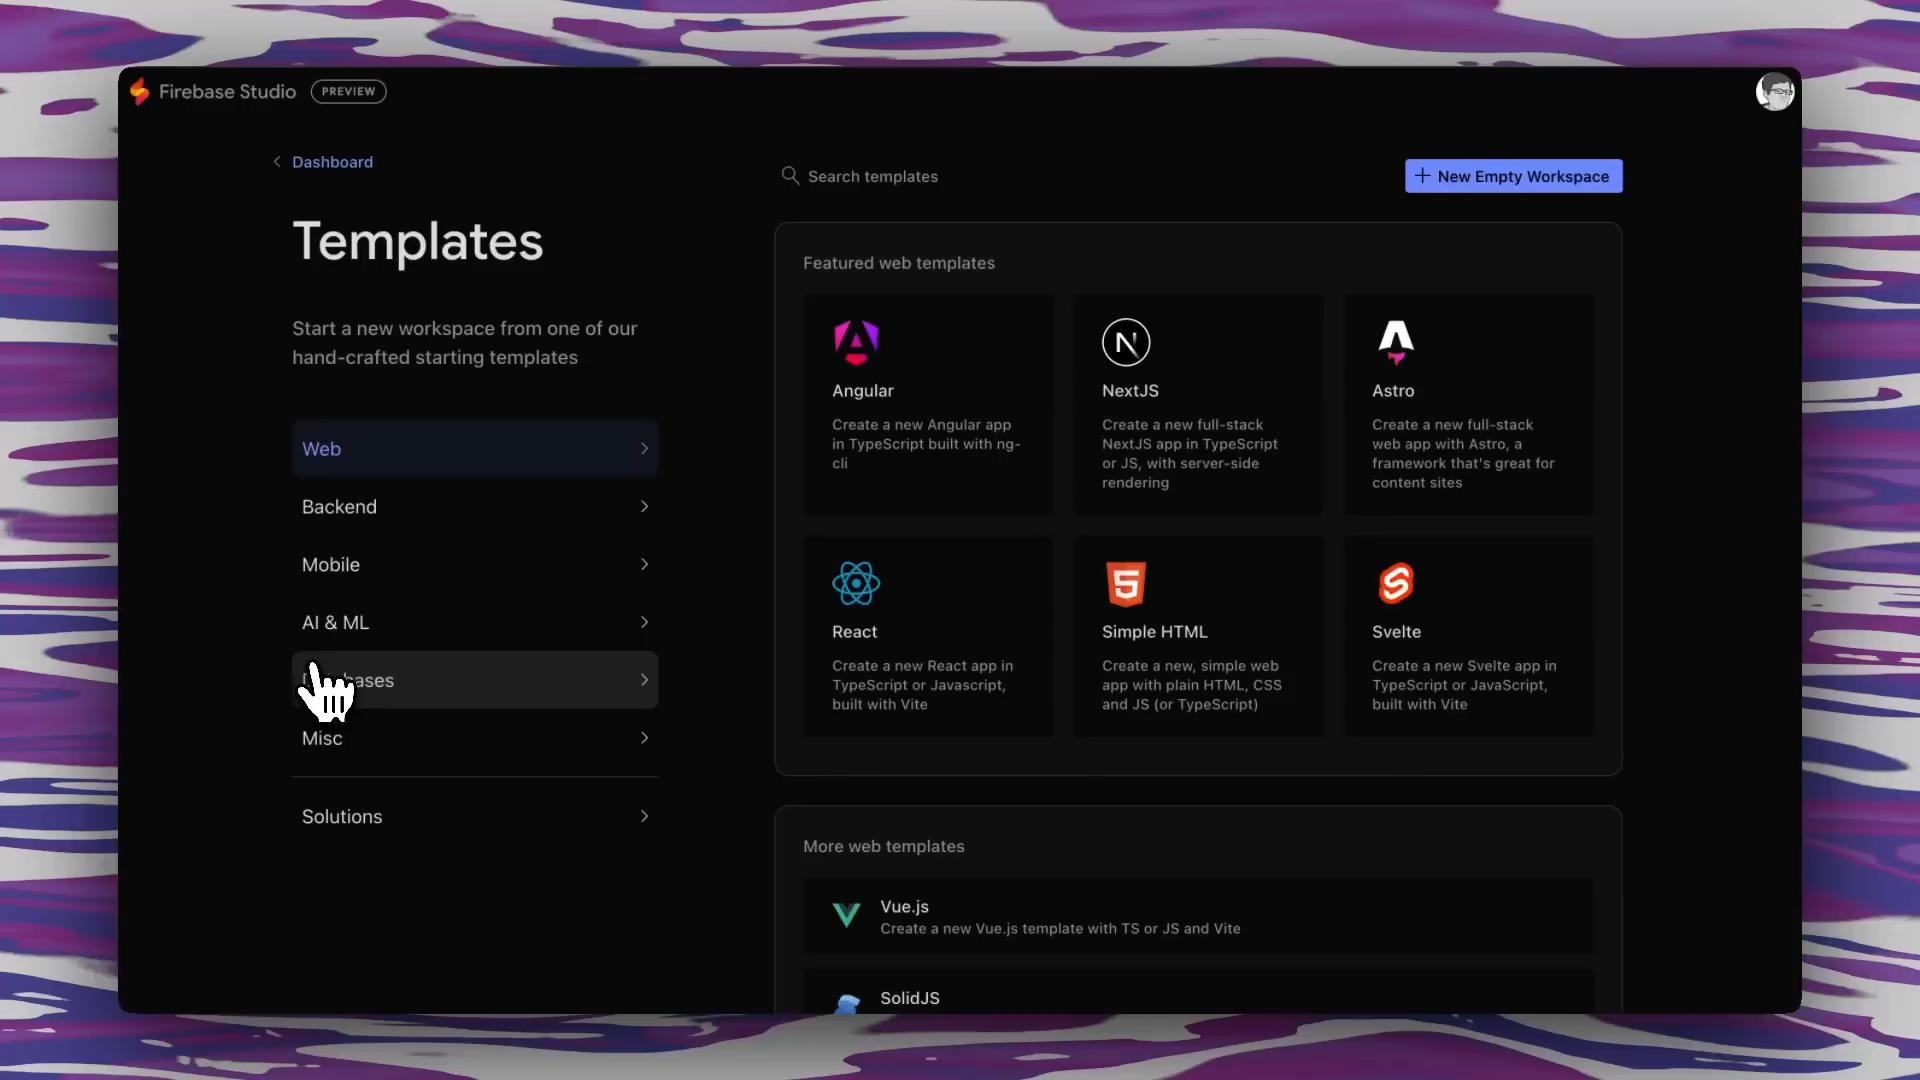 Firebase Studio PREVIEW
Dashboard
Templates
Start a new workspace from one of our
hand-crafted starting templates
Web
Backend
Mobile
AI & ML
Misc
Solutions
Search templates
New Empty Workspace
Featured web templates
Angular
Create a new Angular app
in TypeScript built with ng-
cli
NextJS
Create a new full-stack
NextJS app in TypeScript
or JS, with server-side
rendering
Astro
Create a new full-stack
web app with Astro, a
framework that's great for
content sites
React
Create a new React app in
TypeScript or Javascript,
built with Vite
Simple HTML
Create a new, simple web
app with plain HTML, CSS
and JS (or TypeScript)
Svelte
Create a new Svelte app in
TypeScript or JavaScript,
built with Vite
More web templates
Vue.js
Create a new Vue.js template with TS or JS and Vite
SolidJS